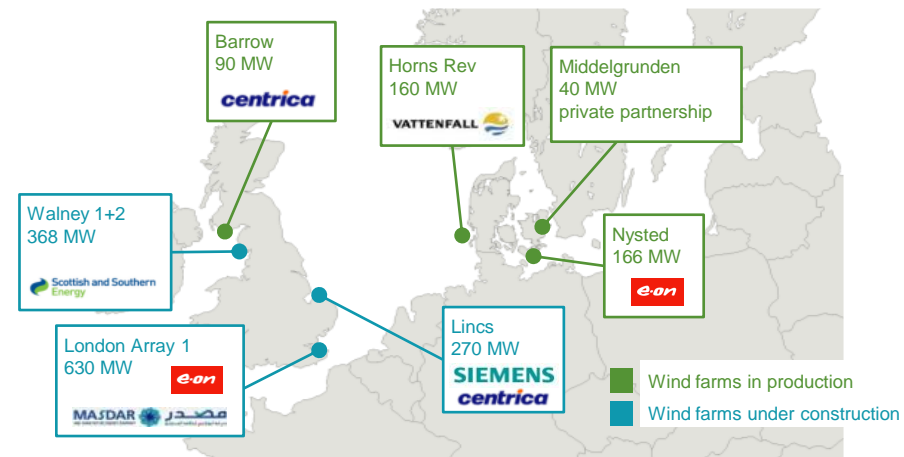 Barrow
90 MW
centrica
Horns Rev
160 MW
VATTENFALL
Middelgrunden
40 MW
private partnership
Walney 1+2
368 MW
Scottish and Southern
Energy
Nysted
166 MW
e·on
London Array 1
630 MW
e·on
MASDAR مصدر
Lincs
270 MW
SIEMENS
centrica
Wind farms in production
Wind farms under construction